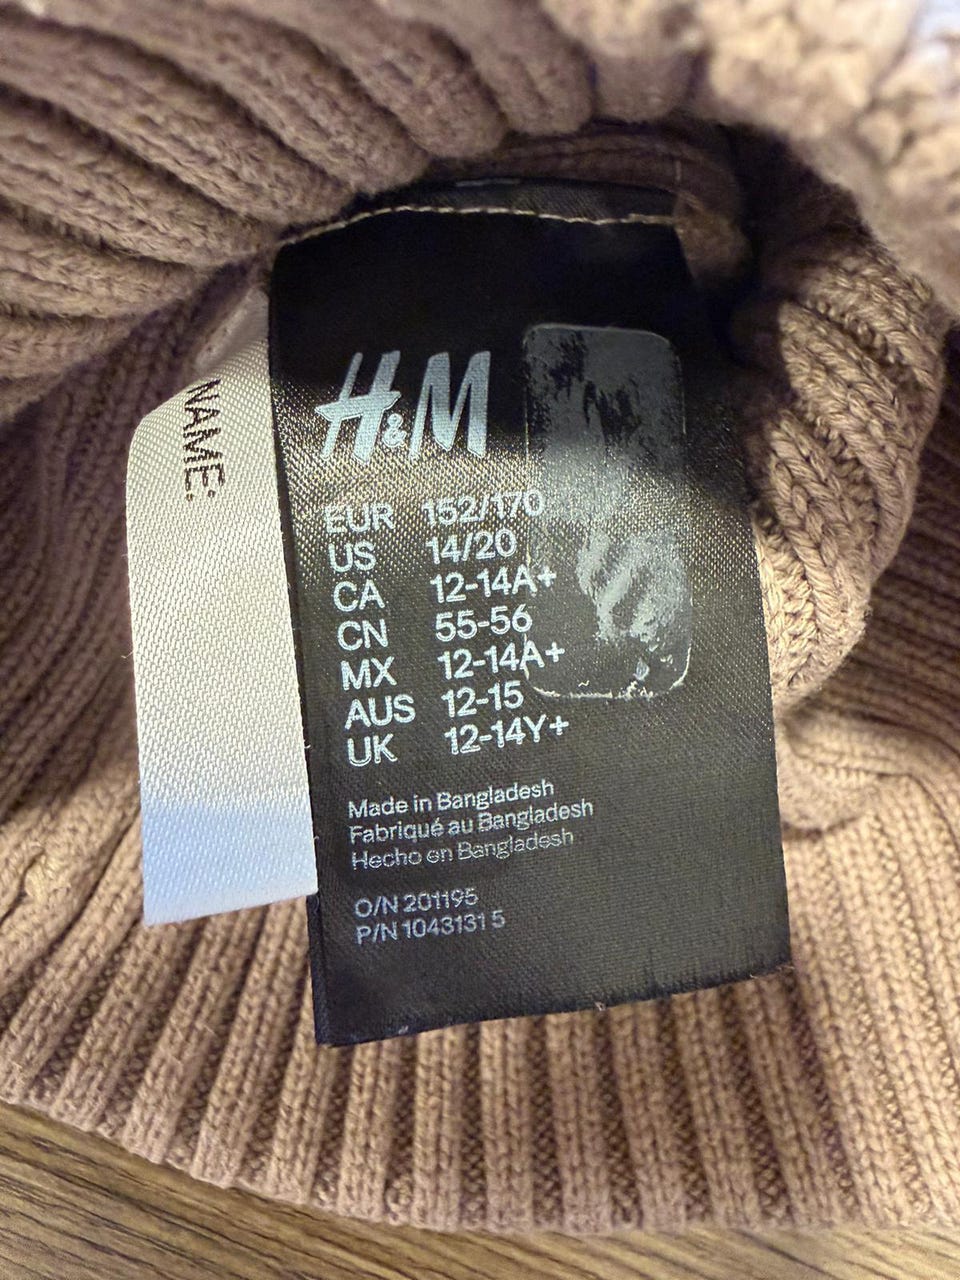 NAME:
H&M
EUR 152/170
US 14/20
CA 12-14A+
CN 55-56
MX 12-14A+
AUS 12-15
UK 12-14Y+
Made in Bangladesh
Fabriqué au Bangladesh
Hecho en Bangladesh
O/N 201195
P/N 1043131 5